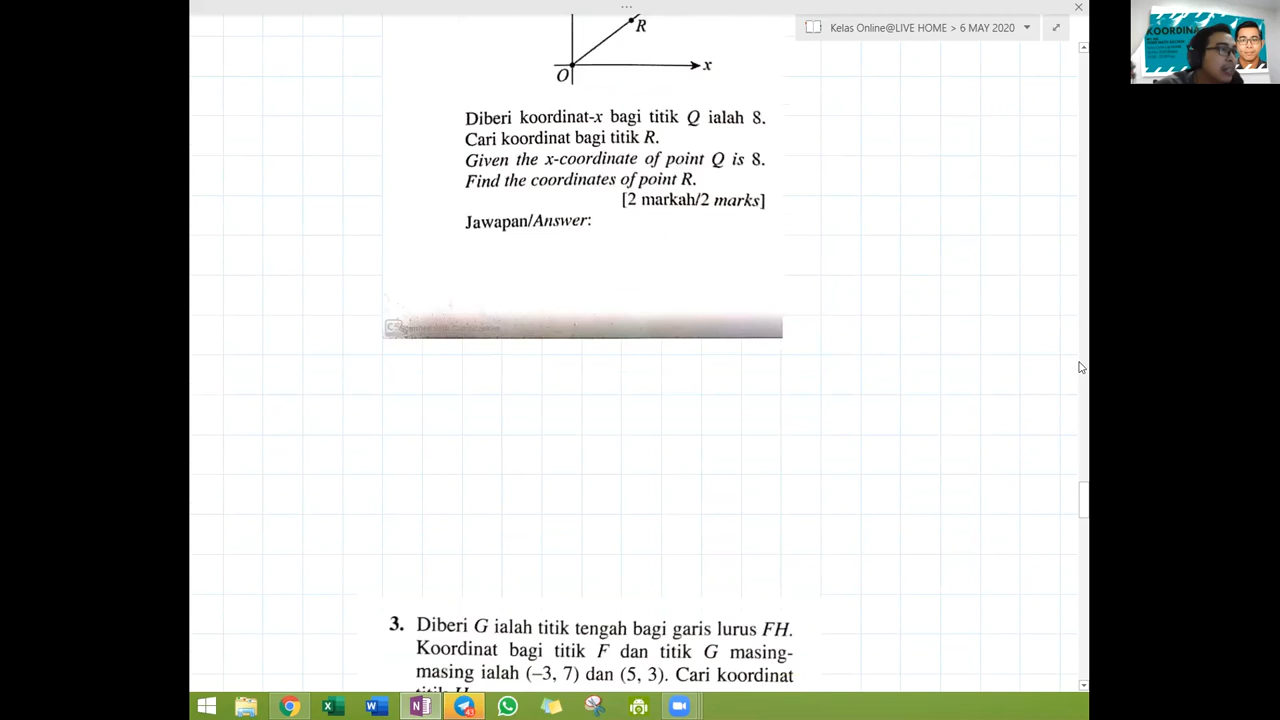 Kelas Online@LIVE HOME > 6 MAY 2020
R
O
x
Diberi koordinat-x bagi titik Q ialah 8.
Cari koordinat bagi titik R.
Given the x-coordinate of point Q is 8.
Find the coordinates of point R.
[2 markah/2 marks]
Jawapan/Answer:
3. Diberi G ialah titik tengah bagi garis lurus FH.
Koordinat bagi titik F dan titik G masing-
masing ialah (–3, 7) dan (5, 3). Cari koordinat
titik H